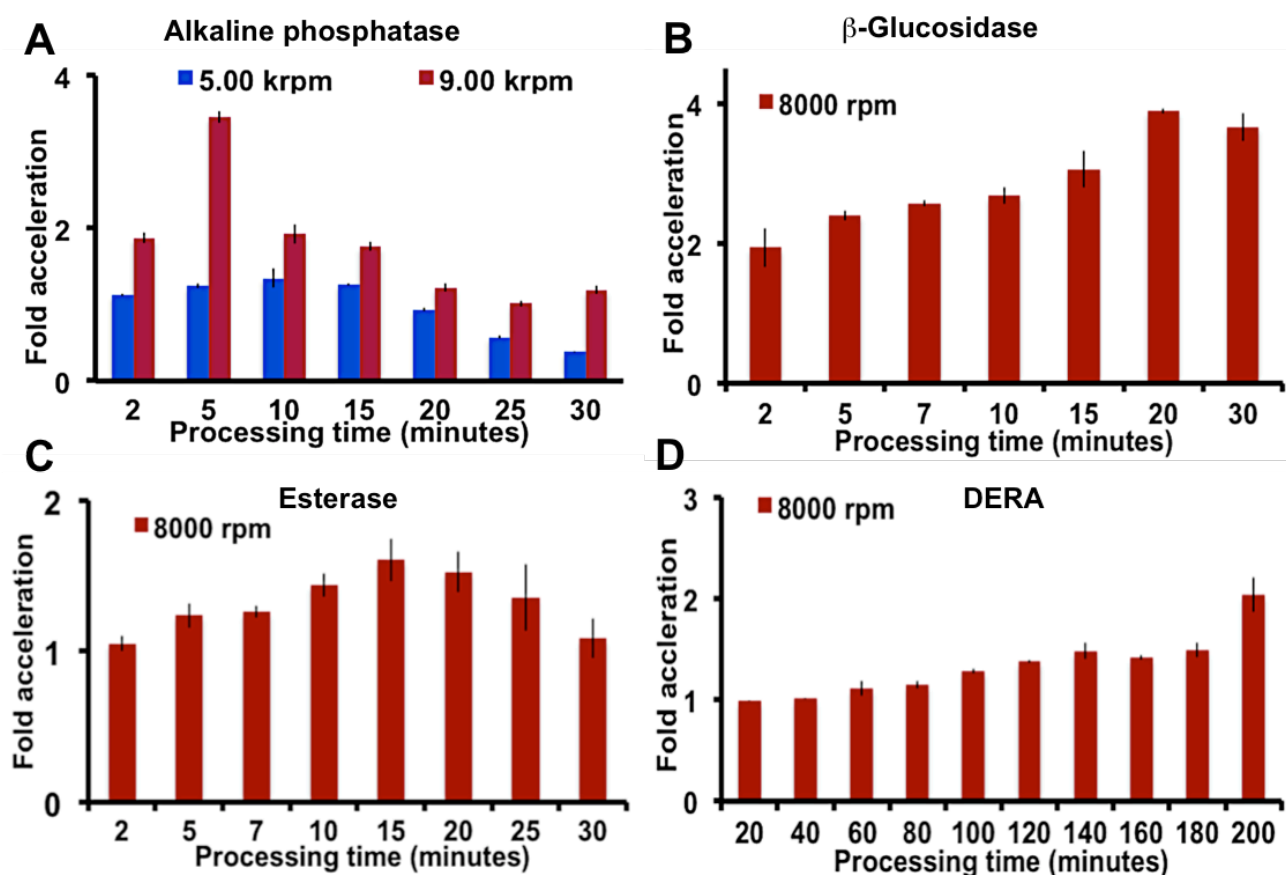 A
Alkaline phosphatase
5.00 krpm
9.00 krpm
Fold acceleration
4
2
0
2 5 10 15 20 25 30
Processing time (minutes)
B
β-Glucosidase
8000 rpm
Fold acceleration
4
2
0
2 5 7 10 15 20 30
Processing time (minutes)
C
Esterase
8000 rpm
Fold acceleration
2
1
0
2 5 7 10 15 20 25 30
Processing time (minutes)
D
DERA
8000 rpm
Fold accleration
3
2
1
0
20 40 60 80 100 120 140 160 180 200
Processing time (minutes)